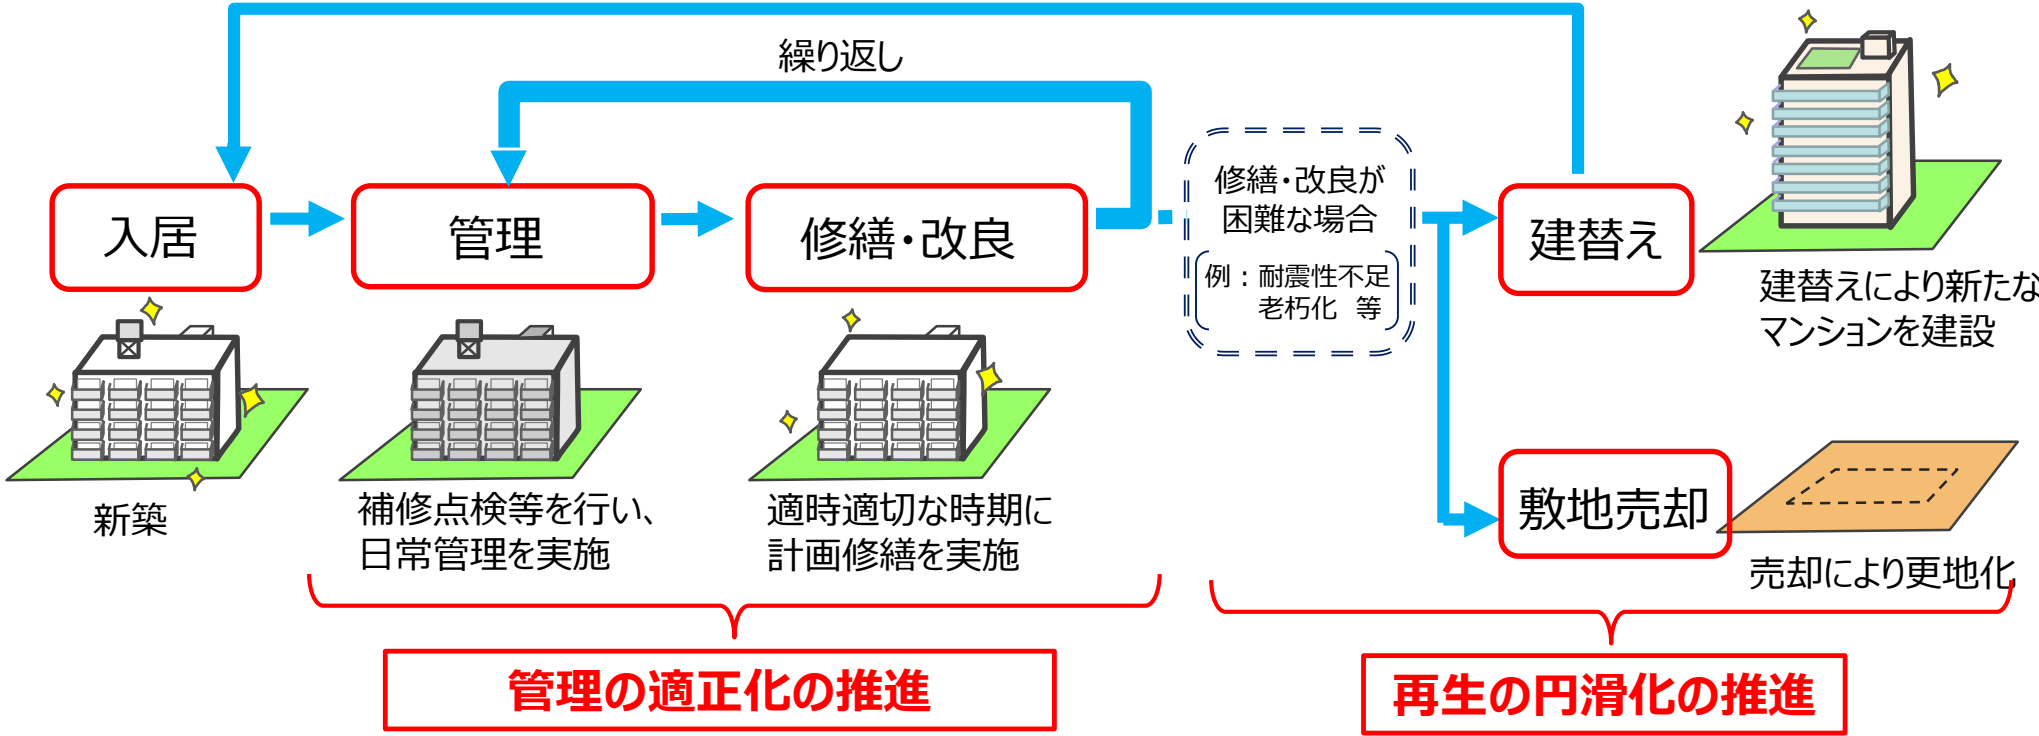 繰り返し
入居
管理
修繕・改良
修繕・改良が
困難な場合
例：耐震性不足
老朽化 等
建替え
建替えにより新たな
マンションを建設
新築
補修点検等を行い、
日常管理を実施
適時適切な時期に
計画修繕を実施
敷地売却
売却により更地化
管理の適正化の推進
再生の円滑化の推進